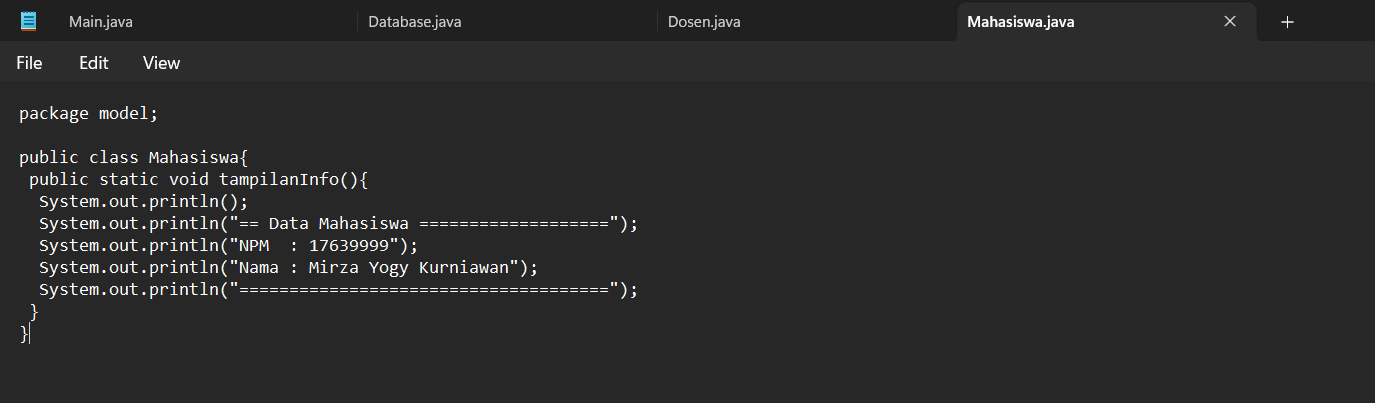 Main.java
Database.java
Dosen.java
Mahasiswa.java
File Edit View
package model;

public class Mahasiswa{
 public static void tampilanInfo(){
  System.out.println();
  System.out.println("== Data Mahasiswa ===================");
  System.out.println("NPM  : 17639999");
  System.out.println("Nama : Mirza Yogy Kurniawan");
  System.out.println("=====================================");
 }
}